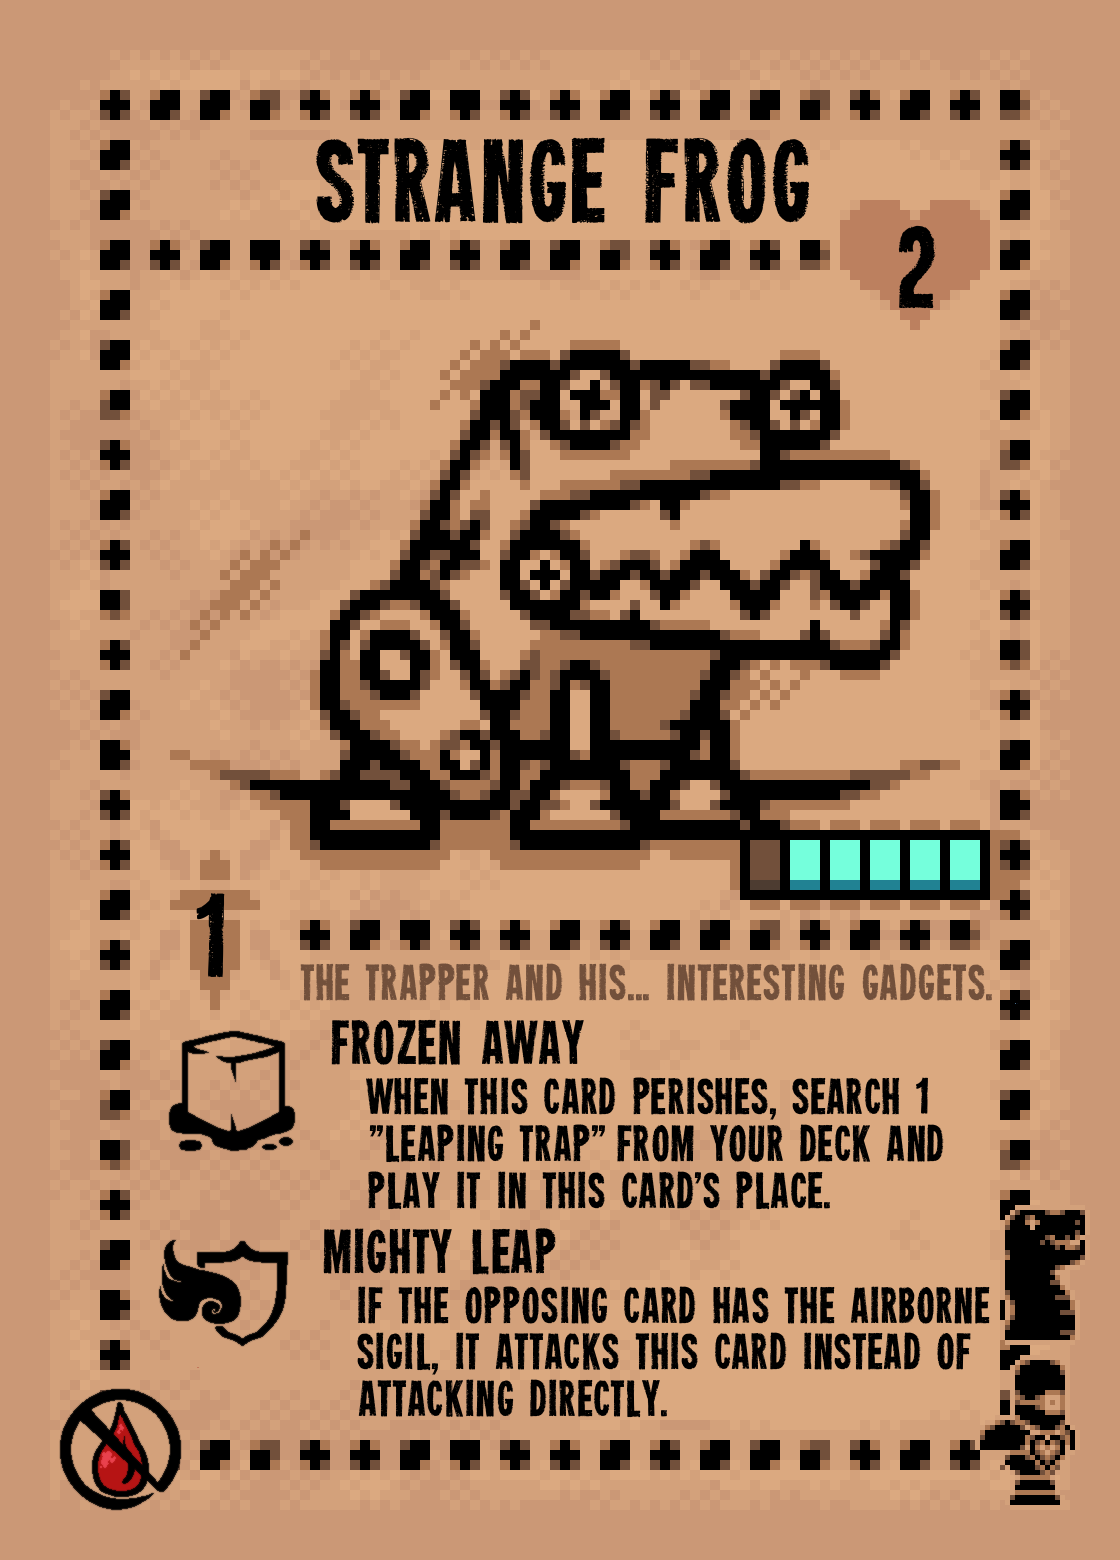 STRANGE FROG
2
1
THE TRAPPER AND HIS... INTERESTING GADGETS.
FROZEN AWAY
WHEN THIS CARD PERISHES, SEARCH 1
"LEAPING TRAP" FROM YOUR DECK AND
PLAY IT IN THIS CARD'S PLACE.
MIGHTY LEAP
IF THE OPPOSING CARD HAS THE AIRBORNE
SIGIL, IT ATTACKS THIS CARD INSTEAD OF
ATTACKING DIRECTLY.